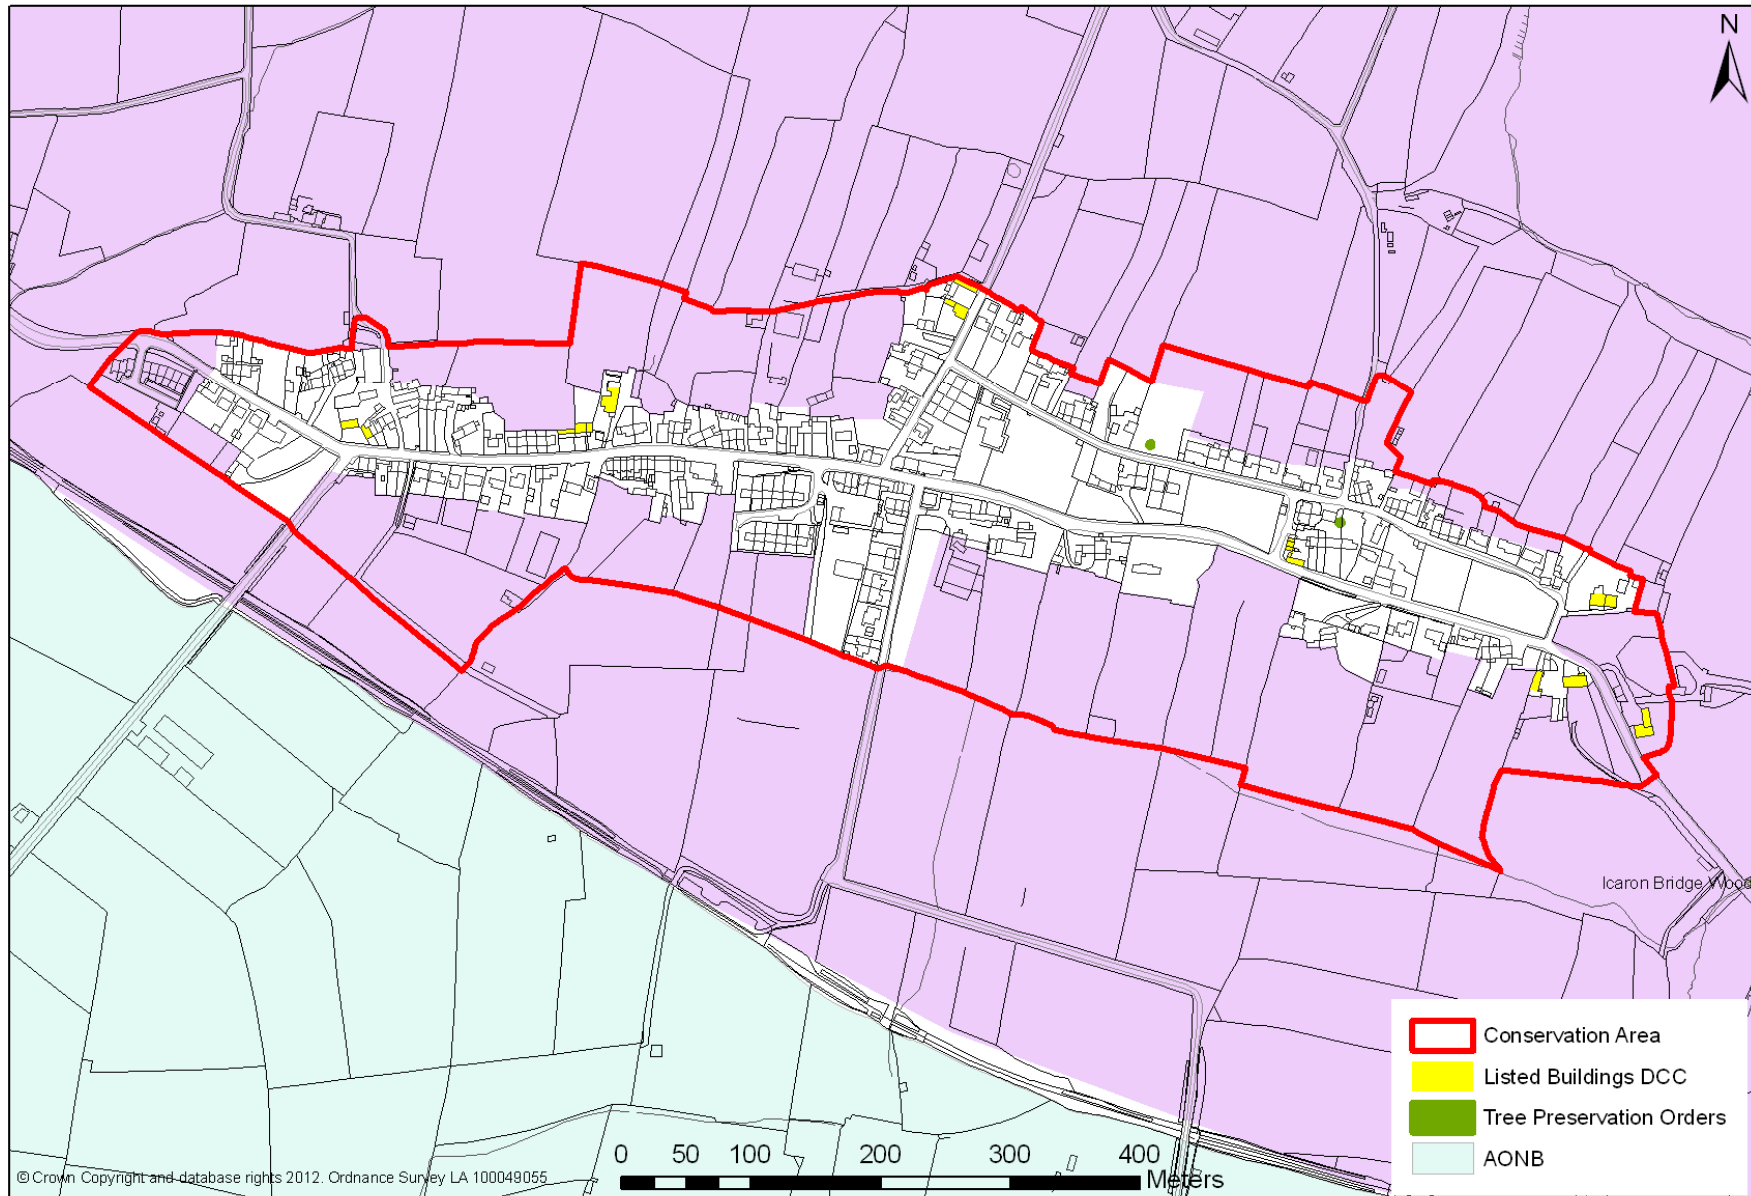 N
Icaron Bridge Wood
Conservation Area
Listed Buildings DCC
Tree Preservation Orders
AONB
0 50 100 200 300 400
Meters
© Crown Copyright and database rights 2012. Ordnance Survey LA 100049055